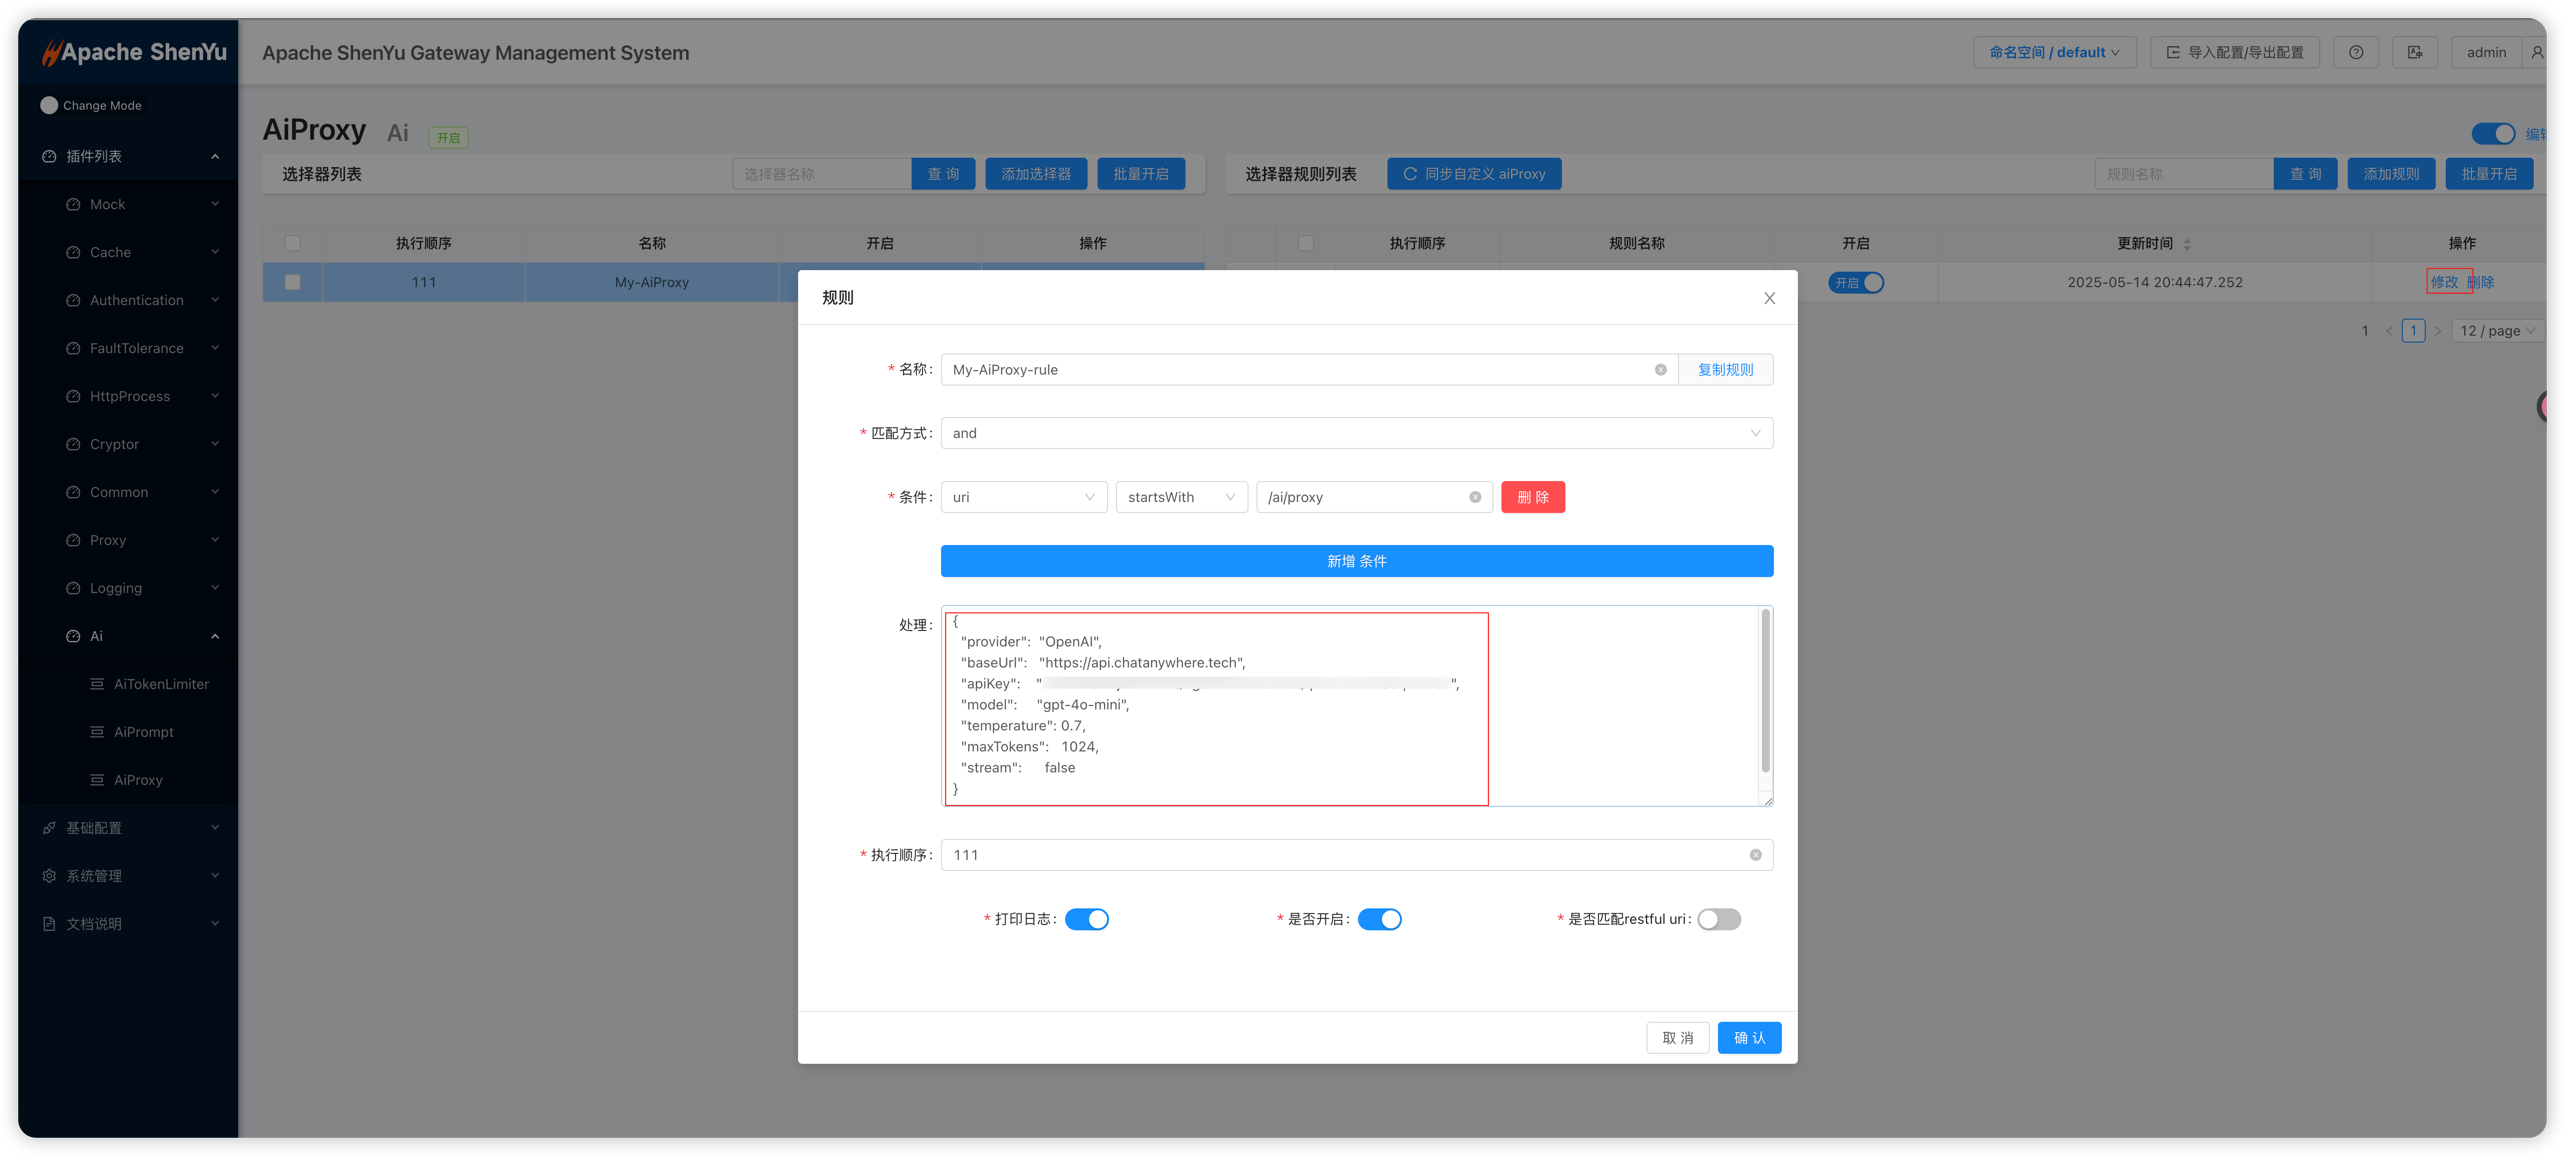 Apache ShenYu
Apache ShenYu Gateway Management System
命名空间 / default
导入配置/导出配置
admin
Change Mode
插件列表
Mock
Cache
Authentication
FaultTolerance
HttpProcess
Cryptor
Common
Proxy
Logging
Ai
AiTokenLimiter
AiPrompt
AiProxy
基础配置
系统管理
文档说明
AiProxy Ai 开启
选择器列表
选择器名称
查 询
添加选择器
批量开启
选择器规则列表
同步自定义 aiProxy
规则名称
查 询
添加规则
批量开启
执行顺序 名称 开启 操作
111 My-AiProxy
执行顺序 规则名称 开启 更新时间 操作
开启 2025-05-14 20:44:47.252 修改 删除
1 < 1 > 12 / page
规则
* 名称: My-AiProxy-rule 复制规则
* 匹配方式: and
* 条件: uri startsWith /ai/proxy 删 除
新增 条件
处理:
{
"provider": "OpenAI",
"baseUrl": "https://api.chatanywhere.tech",
"apiKey": "",
"model": "gpt-4o-mini",
"temperature": 0.7,
"maxTokens": 1024,
"stream": false
}
* 执行顺序: 111
* 打印日志: * 是否开启: * 是否匹配restful uri:
取 消 确 认